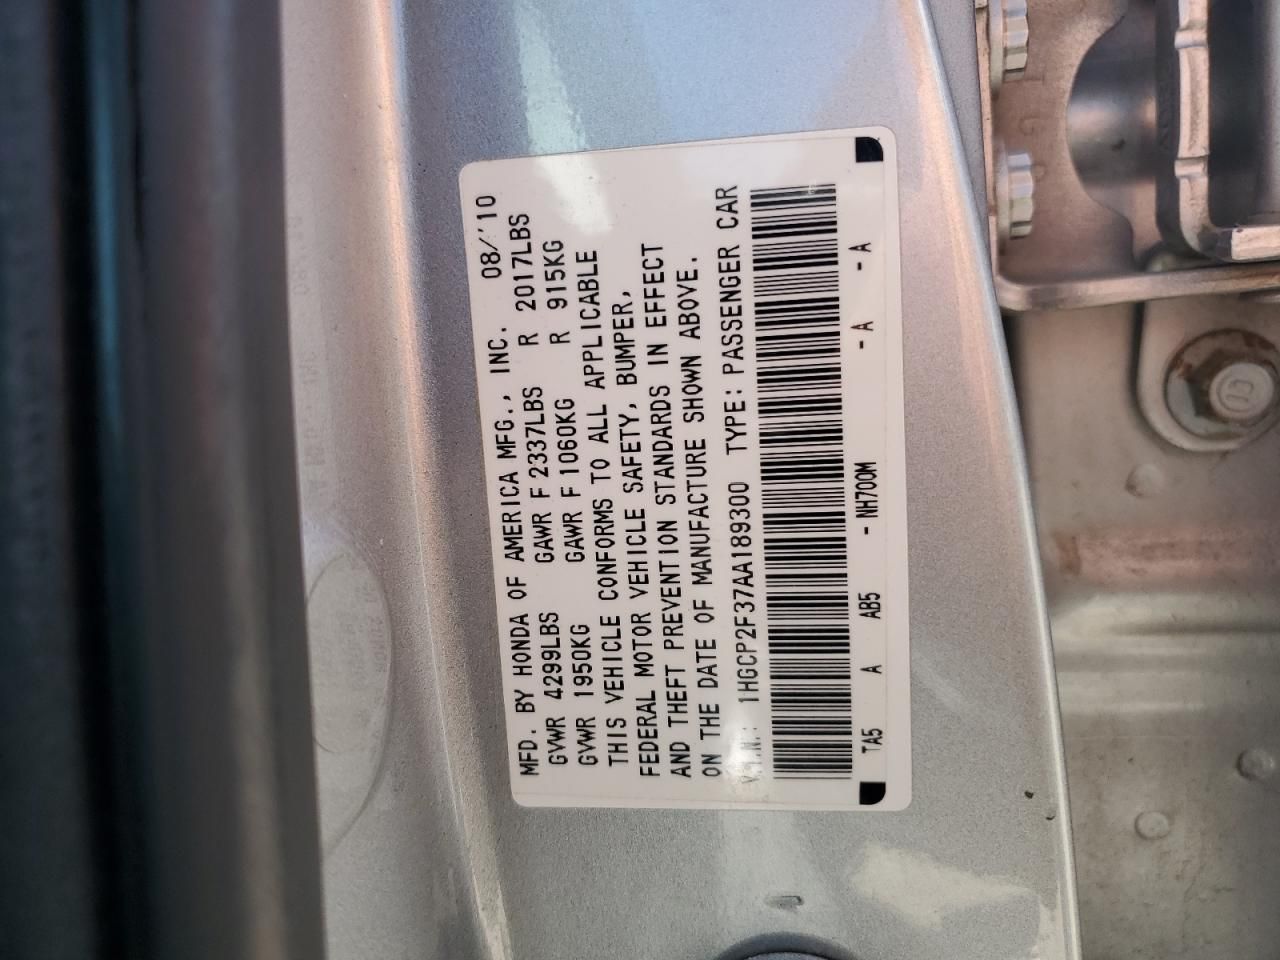 MFD. BY HONDA OF AMERICA MFG., INC. 08/'10
GVWR 4299LBS GAWR F 2337LBS R 2017LBS
GVWR 1950KG GAWR F 1060KG R 915KG
THIS VEHICLE CONFORMS TO ALL APPLICABLE
FEDERAL MOTOR VEHICLE SAFETY, BUMPER,
AND THEFT PREVENTION STANDARDS IN EFFECT
ON THE DATE OF MANUFACTURE SHOWN ABOVE.
V.I.N.: 1HGCP2F37AA189300 TYPE: PASSENGER CAR
TA5 A AB5 - NH700M - A - A